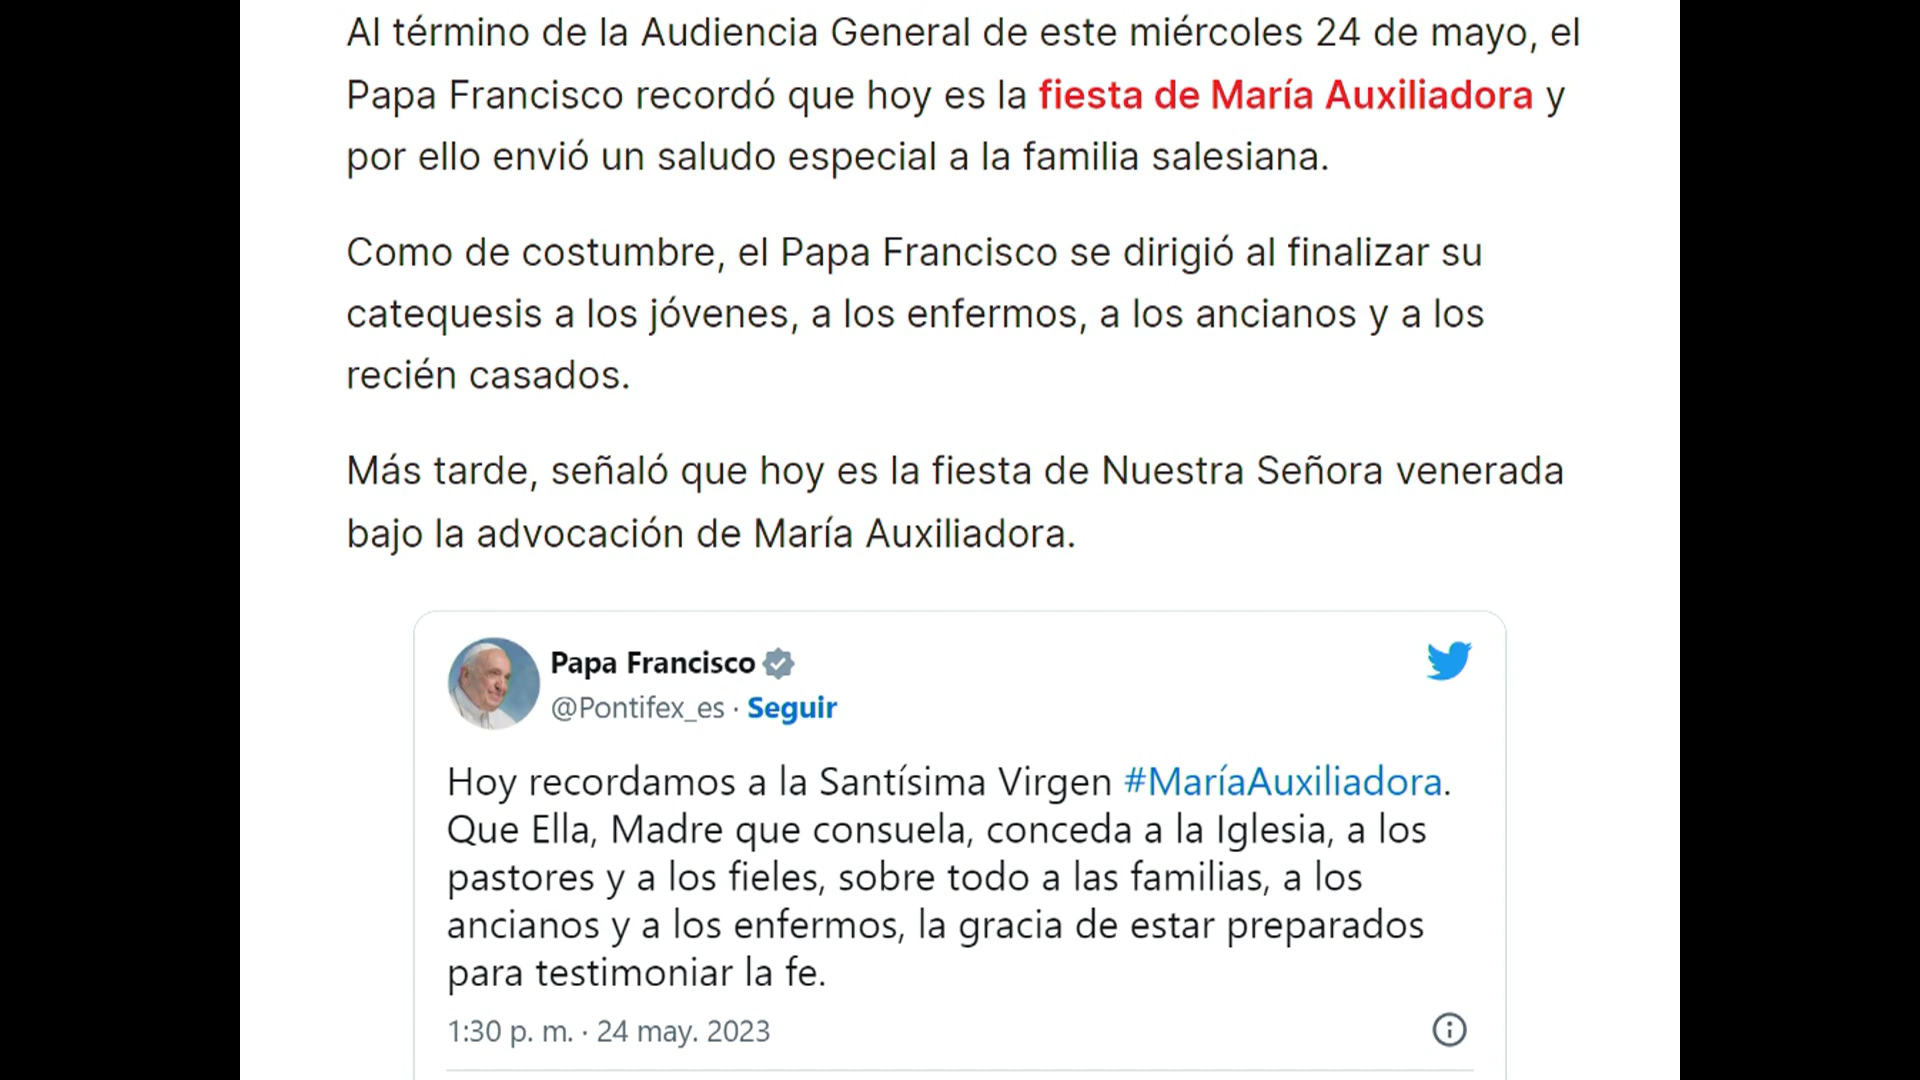 Al término de la Audiencia General de este miércoles 24 de mayo, el
Papa Francisco recordó que hoy es la fiesta de María Auxiliadora y
por ello envió un saludo especial a la familia salesiana.
Como de costumbre, el Papa Francisco se dirigió al finalizar su
catequesis a los jóvenes, a los enfermos, a los ancianos y a los
recién casados.
Más tarde, señaló que hoy es la fiesta de Nuestra Señora venerada
bajo la advocación de María Auxiliadora.
Papa Francisco
@Pontifex_es · Seguir
Hoy recordamos a la Santísima Virgen #MaríaAuxiliadora.
Que Ella, Madre que consuela, conceda a la Iglesia, a los
pastores y a los fieles, sobre todo a las familias, a los
ancianos y a los enfermos, la gracia de estar preparados
para testimoniar la fe.
1:30 p. m. · 24 may. 2023